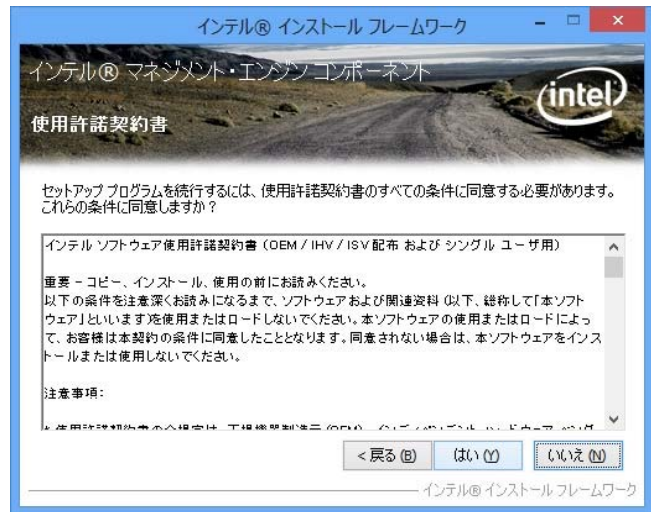 インテル® インストール フレームワーク
インテル® マネジメント・エンジン コンポーネント
intel
使用許諾契約書
セットアップ プログラムを続行するには、使用許諾契約書のすべての条件に同意する必要があります。
これらの条件に同意しますか?
インテル ソフトウェア使用許諾契約書 (OEM / IHV / ISV 配布 および シングル ユーザ用)
重要 - コピー、インストール、使用の前にお読みください。
以下の条件を注意深くお読みになるまで、ソフトウェアおよび関連資料 (以下、総称して「本ソフト
ウェア」といいます)を使用またはロードしないでください。本ソフトウェアの使用またはロードによっ
て、お客様は本契約の条件に同意したこととなります。同意されない場合は、本ソフトウェアをインス
トールまたは使用しないでください。
注意事項:
< 戻る (B)
はい (Y)
いいえ (N)
インテル® インストール フレームワーク